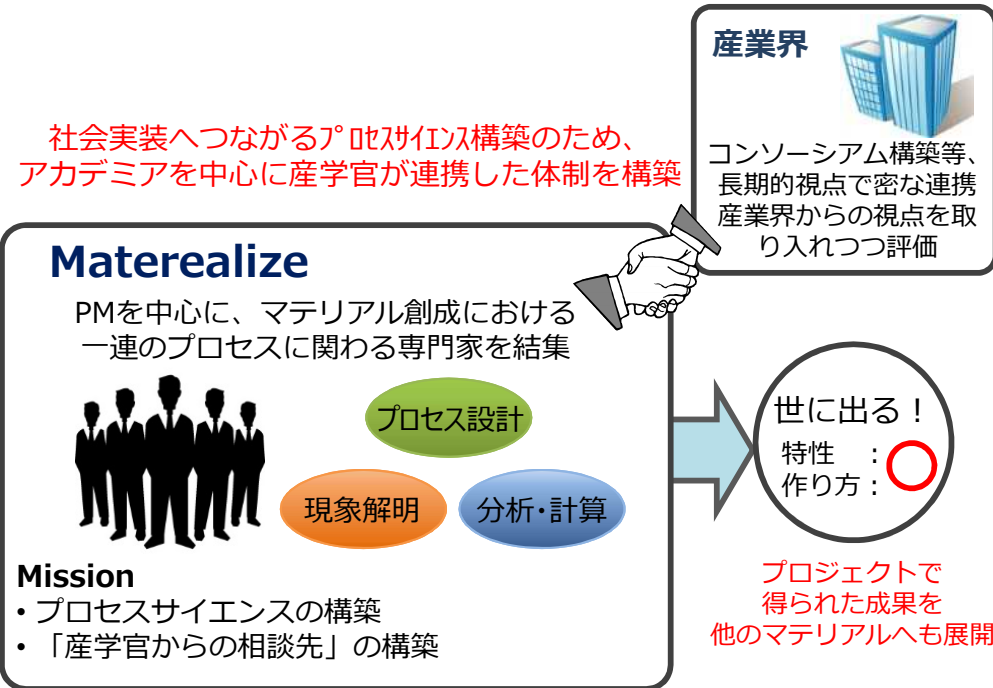 産業界
コンソーシアム構築等、
長期的視点で密な連携
産業界からの視点を取
り入れつつ評価
社会実装へつながるﾌﾟﾛｾｽｻｲｴﾝｽ構築のため、
アカデミアを中心に産学官が連携した体制を構築
Materealize
PMを中心に、マテリアル創成における
一連のプロセスに関わる専門家を結集
プロセス設計
現象解明
分析・計算
Mission
• プロセスサイエンスの構築
• 「産学官からの相談先」の構築
世に出る！
特性　：
作り方：
プロジェクトで
得られた成果を
他のマテリアルへも展開